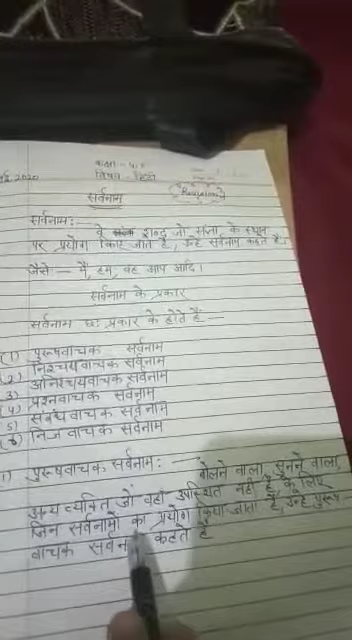 कक्षा -
2020
विषय - हिन्दी
सर्वनाम
(Revision)
सर्वनाम :-
वे शब्द जो संज्ञा के स्थान
पर प्रयोग किए जाते है, उन्हे सर्वनाम कहते है।
जैसे - मैं, हम, वह आप आदि।
सर्वनाम के प्रकार
सर्वनाम छः प्रकार के होते हैं -
(1) पुरूषवाचक सर्वनाम
(2) निश्चयवाचक सर्वनाम
(3) अनिश्चयवाचक सर्वनाम
(4) प्रश्नवाचक सर्वनाम
(5) संबंधवाचक सर्वनाम
(6) निजवाचक सर्वनाम
1) पुरूषवाचक सर्वनाम : -
बोलने वाला, सुनने वाला,
अन्य व्यक्ति जो वहाँ उपस्थित नहीं है के लिए
जिन सर्वनामो का प्रयोग किया जाता है, उन्हे पुरूष-
वाचक कहते है